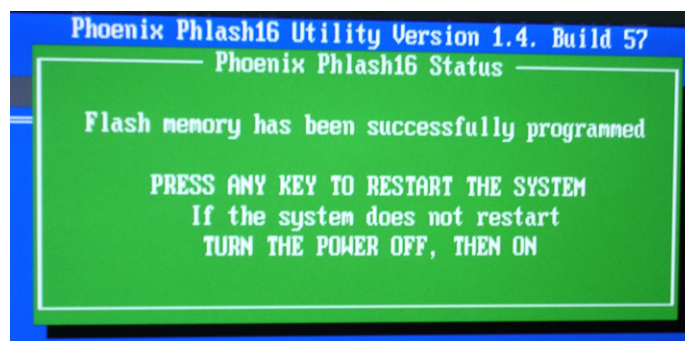 Phoenix Phlash16 Utility Version 1.4. Build 57
Phoenix Phlash16 Status
Flash memory has been successfully programmed
PRESS ANY KEY TO RESTART THE SYSTEM
If the system does not restart
TURN THE POWER OFF, THEN ON